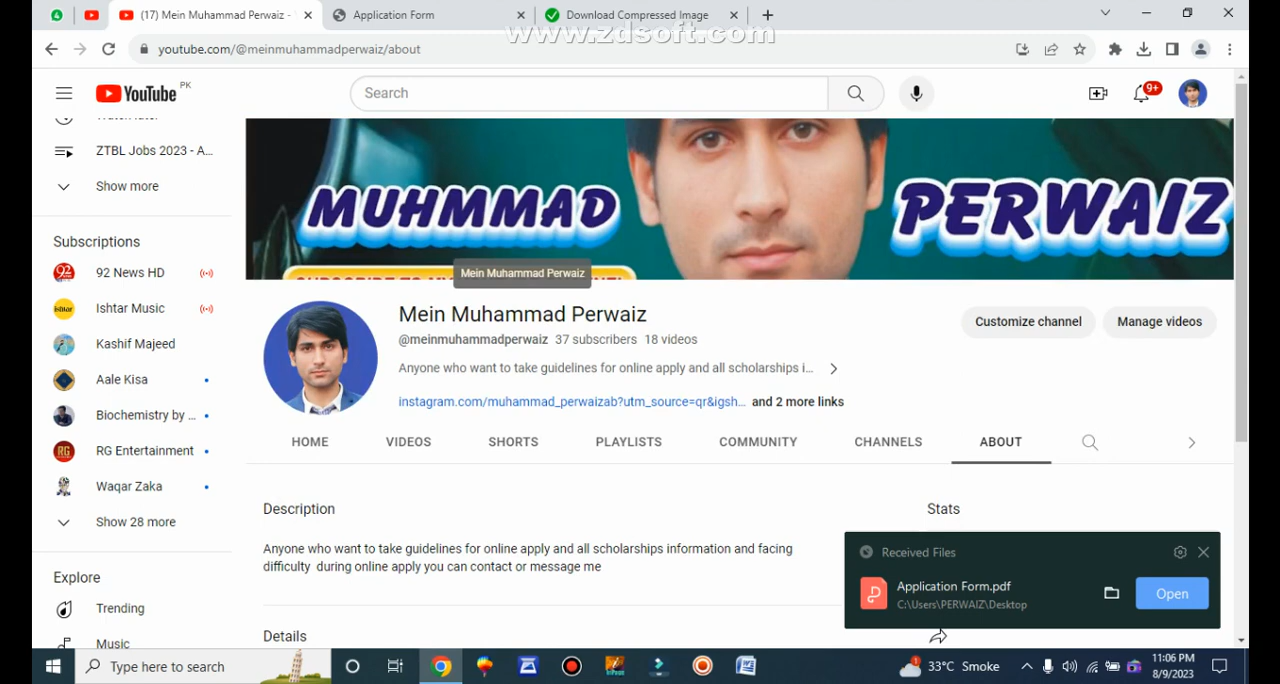 4
(17) Mein Muhammad Perwaiz -
Application Form
Download Compressed Image
www.zdsoft.com
youtube.com/@meinmuhammadperwaiz/about
YouTube PK
Search
9+
ZTBL Jobs 2023 - A...
Show more
Subscriptions
92 News HD
Ishtar Music
Kashif Majeed
Aale Kisa
Biochemistry by ...
RG Entertainment
Waqar Zaka
Show 28 more
Explore
Trending
Music
MUHMMAD
PERWAIZ
Mein Muhammad Perwaiz
Mein Muhammad Perwaiz
@meinmuhammadperwaiz 37 subscribers 18 videos
Anyone who want to take guidelines for online apply and all scholarships i...
instagram.com/muhammad_perwaizab?utm_source=qr&igsh... and 2 more links
Customize channel
Manage videos
HOME
VIDEOS
SHORTS
PLAYLISTS
COMMUNITY
CHANNELS
ABOUT
Description
Anyone who want to take guidelines for online apply and all scholarships information and facing
difficulty during online apply you can contact or message me
Details
Stats
Received Files
Application Form.pdf
C:\Users\PERWAIZ\Desktop
Open
Type here to search
33°C Smoke
11:06 PM
8/9/2023